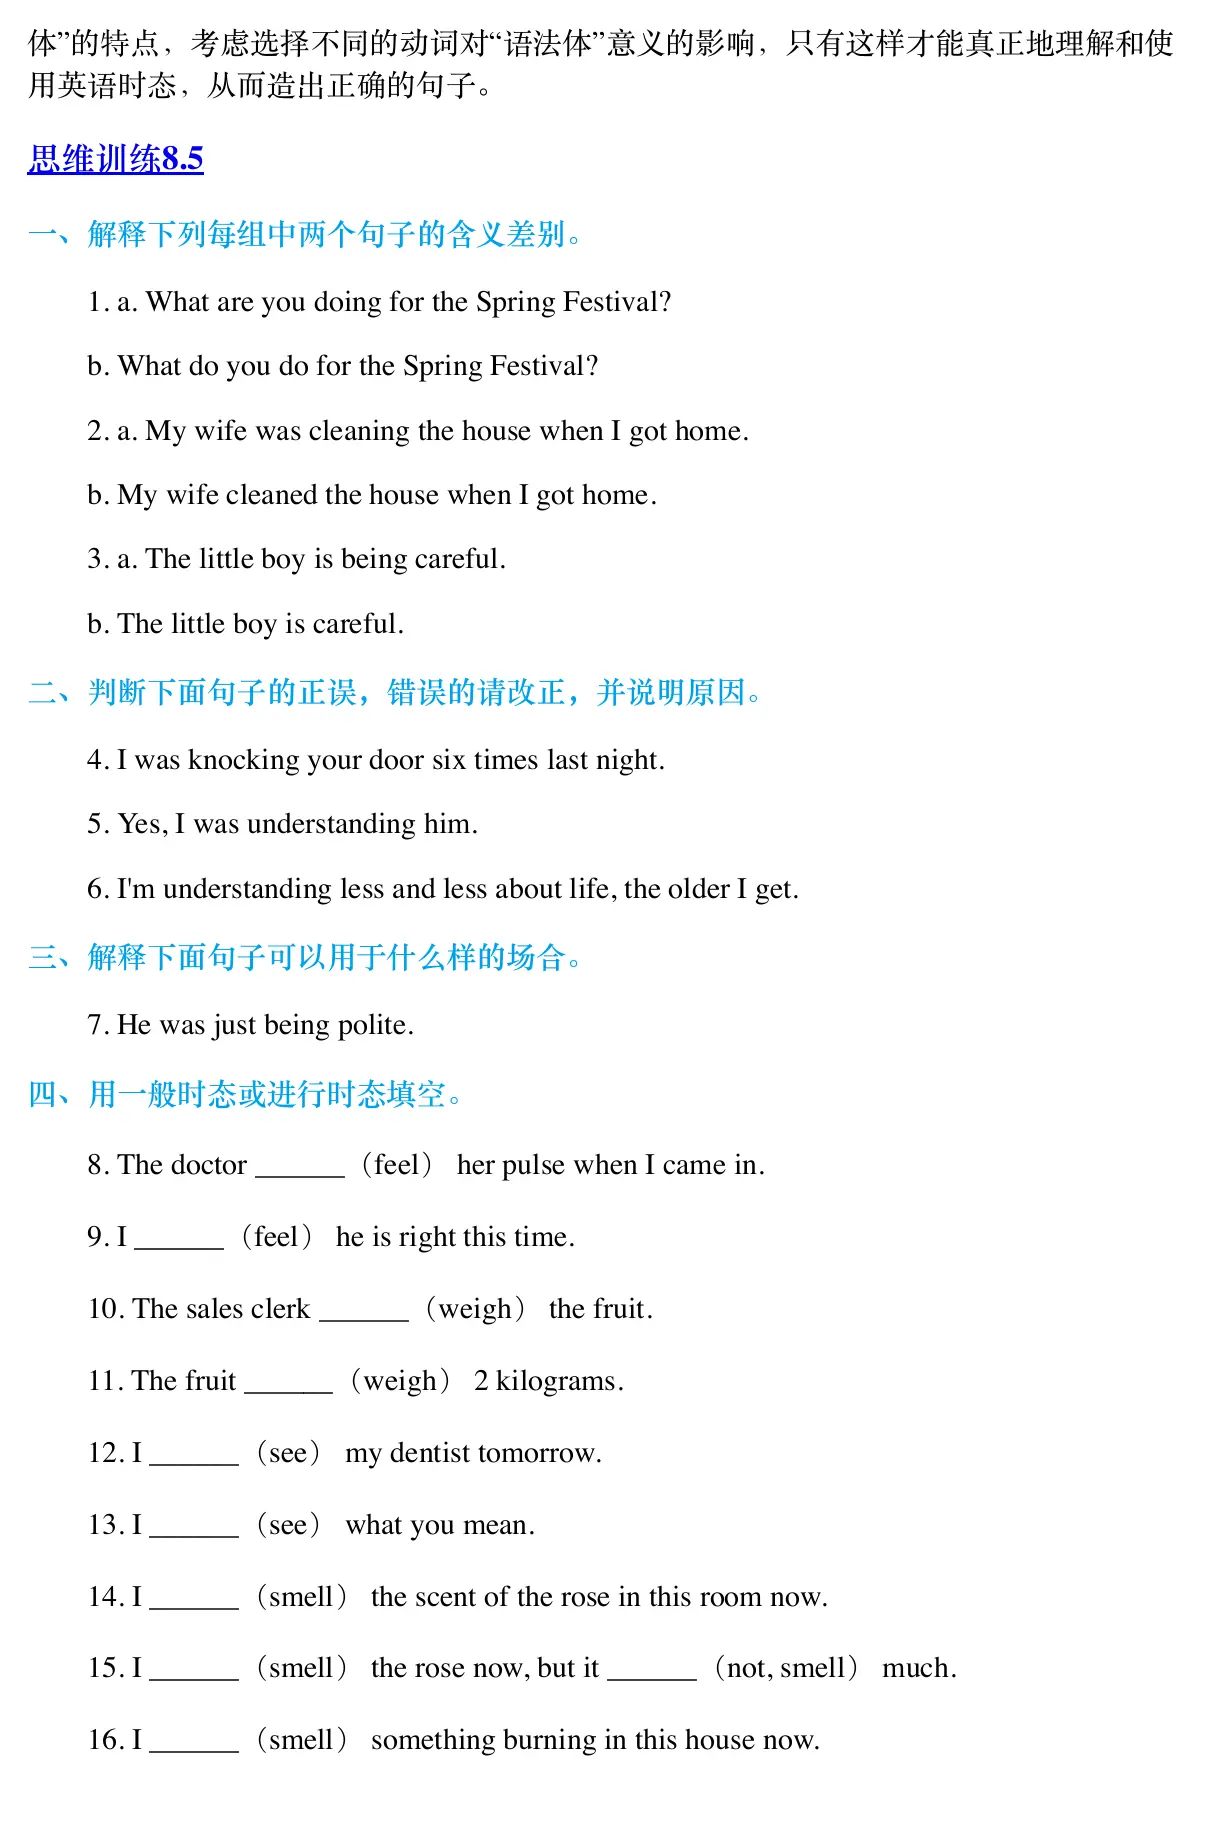 体”的特点，考虑选择不同的动词对“语法体”意义的影响，只有这样才能真正地理解和使
用英语时态，从而造出正确的句子。
思维训练8.5
一、解释下列每组中两个句子的含义差别。
1. a. What are you doing for the Spring Festival?
b. What do you do for the Spring Festival?
2. a. My wife was cleaning the house when I got home.
b. My wife cleaned the house when I got home.
3. a. The little boy is being careful.
b. The little boy is careful.
二、判断下面句子的正误，错误的请改正，并说明原因。
4. I was knocking your door six times last night.
5. Yes, I was understanding him.
6. I'm understanding less and less about life, the older I get.
三、解释下面句子可以用于什么样的场合。
7. He was just being polite.
四、用一般时态或进行时态填空。
8. The doctor ______（feel） her pulse when I came in.
9. I ______（feel） he is right this time.
10. The sales clerk ______（weigh） the fruit.
11. The fruit ______（weigh） 2 kilograms.
12. I ______（see） my dentist tomorrow.
13. I ______（see） what you mean.
14. I ______（smell） the scent of the rose in this room now.
15. I ______（smell） the rose now, but it ______（not, smell） much.
16. I ______（smell） something burning in this house now.